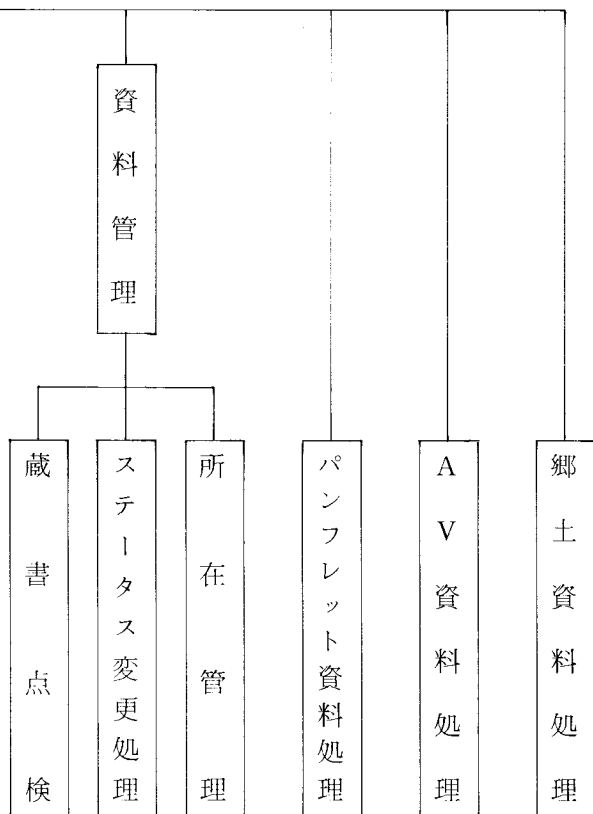 資料管理
蔵書点検
ステータス変更処理
所在管理
パンフレット資料処理
AV資料処理
郷土資料処理